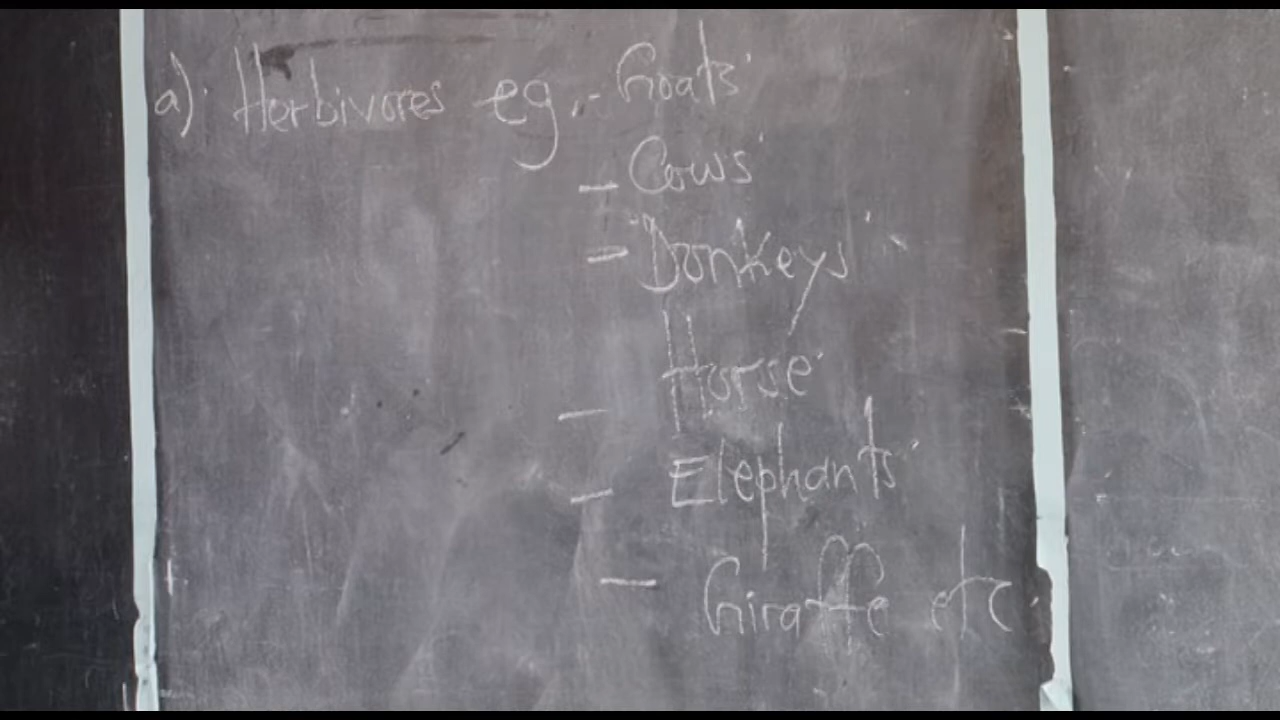 a) Herbivores eg. - Goats
- Cows
- Donkeys
- Horse
- Elephants
- Giraffe etc.